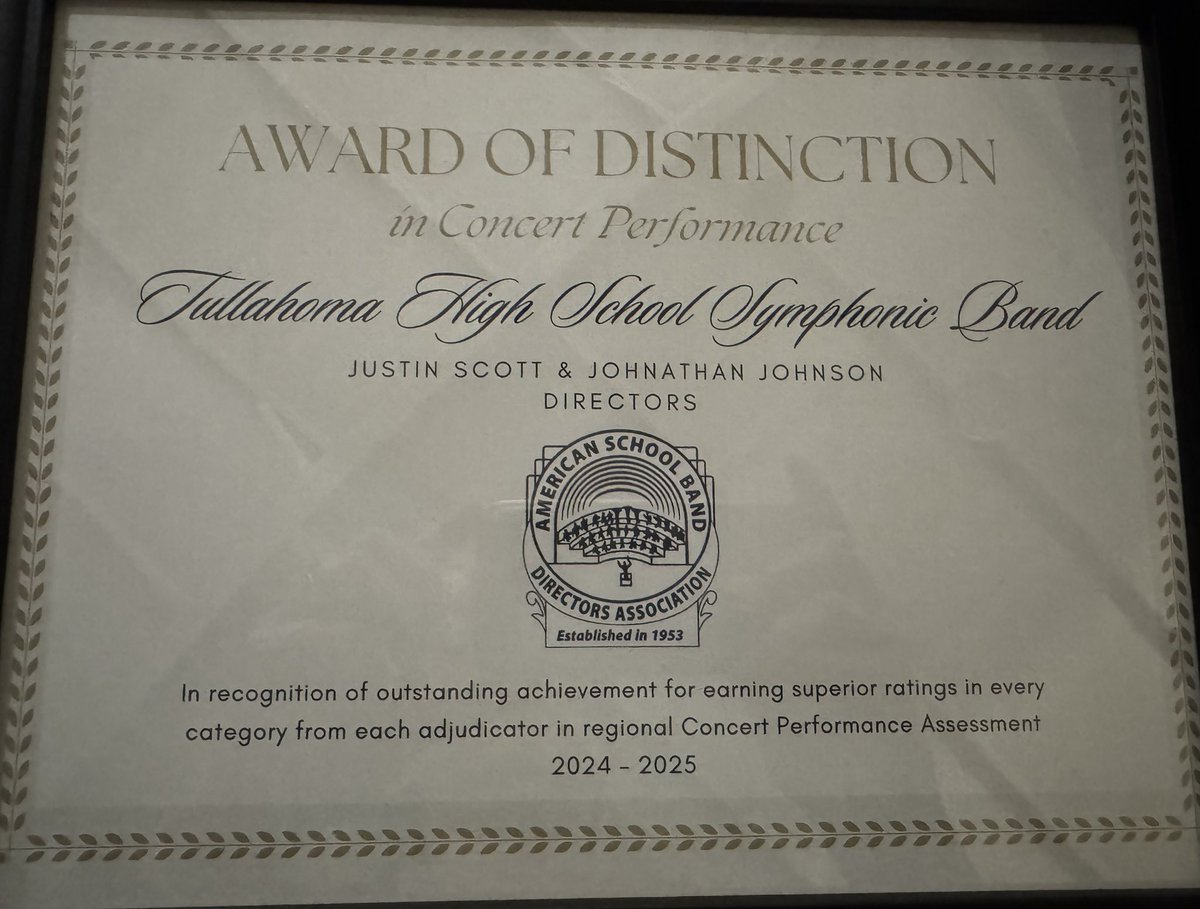 AWARD OF DISTINCTION
in Concert Performance
Tullahoma High School Symphonic Band
JUSTIN SCOTT & JOHNATHAN JOHNSON
DIRECTORS
AMERICAN SCHOOL BAND
DIRECTORS ASSOCIATION
Established in 1953
In recognition of outstanding achievement for earning superior ratings in every
category from each adjudicator in regional Concert Performance Assessment
2024 - 2025